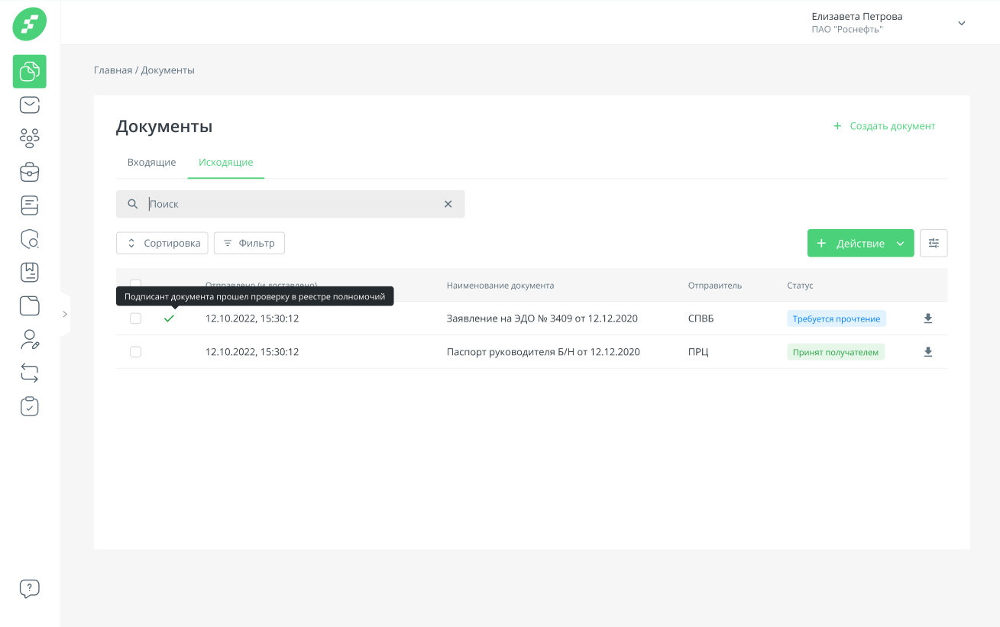 Елизавета Петрова
ПАО "Роснефть"
Главная / Документы
Документы
+ Создать документ
Входящие Исходящие
Поиск
Сортировка Фильтр
+ Действие
Отправлено (и доставлено) Наименование документа Отправитель Статус
Подписант документа прошел проверку в реестре полномочий
12.10.2022, 15:30:12 Заявление на ЭДО № 3409 от 12.12.2020 СПВБ Требуется прочтение
12.10.2022, 15:30:12 Паспорт руководителя Б/Н от 12.12.2020 ПРЦ Принят получателем